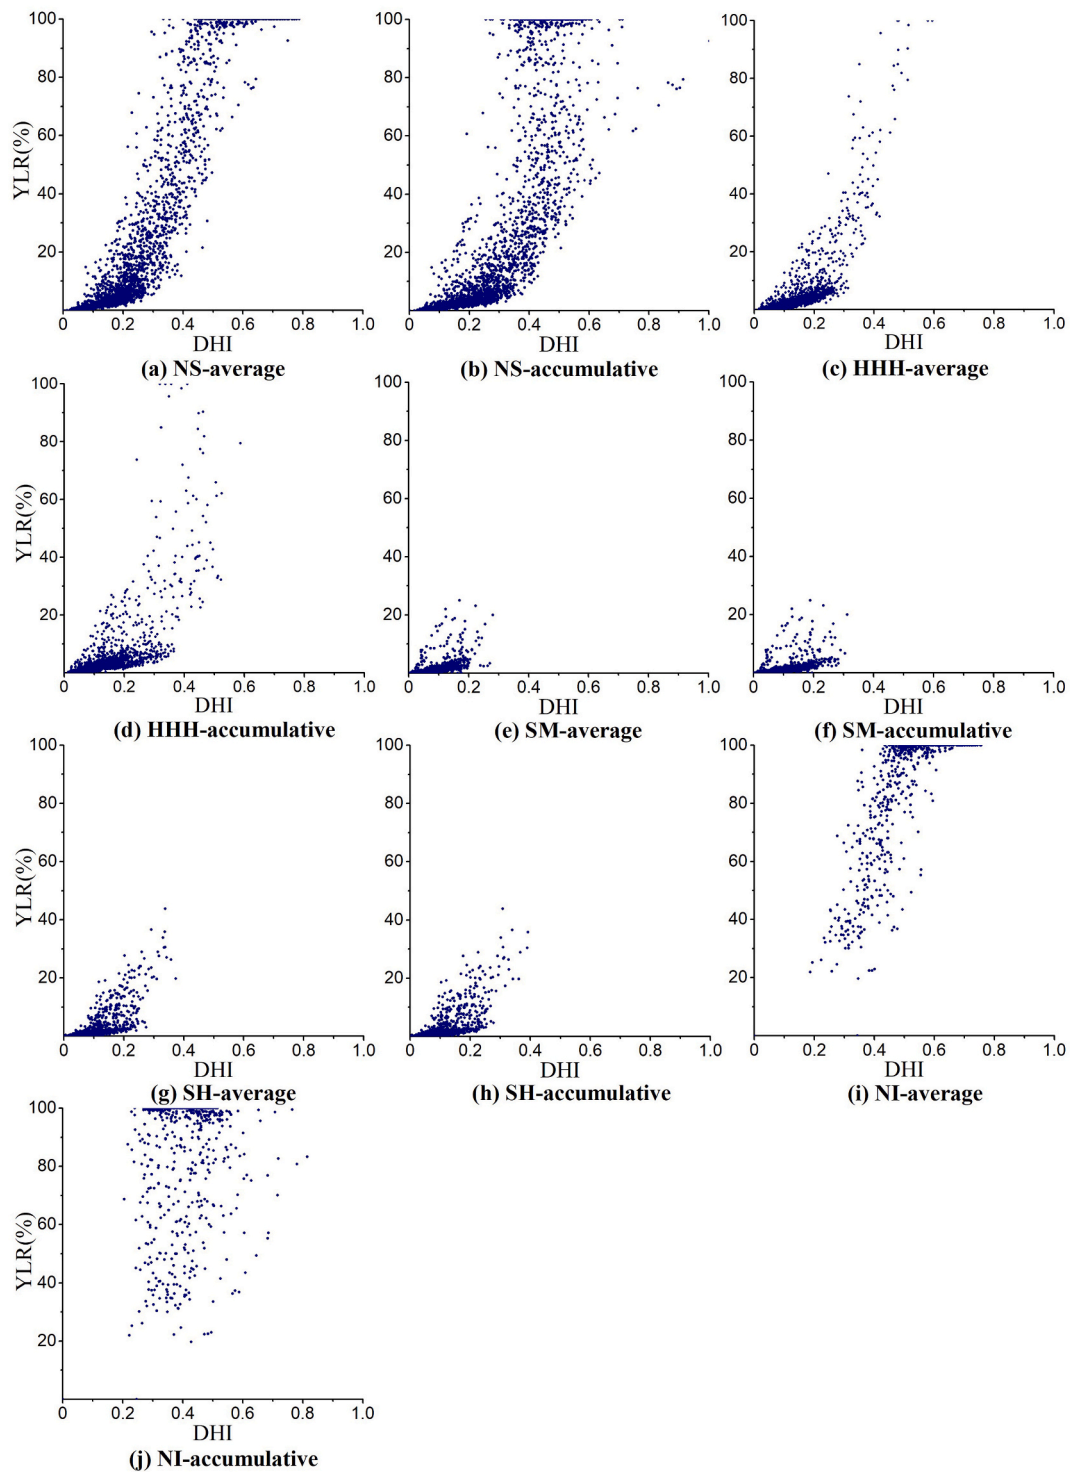 100
80
60
40
20
YLR(%)
0 0.2 0.4 0.6 0.8 1.0
DHI
(a) NS-average
100
80
60
40
20
0 0.2 0.4 0.6 0.8 1.0
DHI
(b) NS-accumulative
100
80
60
40
20
0 0.2 0.4 0.6 0.8 1.0
DHI
(c) HHH-average
100
80
60
40
20
YLR(%)
0 0.2 0.4 0.6 0.8 1.0
DHI
(d) HHH-accumulative
100
80
60
40
20
0 0.2 0.4 0.6 0.8 1.0
DHI
(e) SM-average
100
80
60
40
20
0 0.2 0.4 0.6 0.8 1.0
DHI
(f) SM-accumulative
100
80
60
40
20
YLR(%)
0 0.2 0.4 0.6 0.8 1.0
DHI
(g) SH-average
100
80
60
40
20
0 0.2 0.4 0.6 0.8 1.0
DHI
(h) SH-accumulative
100
80
60
40
20
0 0.2 0.4 0.6 0.8 1.0
DHI
(i) NI-average
100
80
60
40
20
YLR(%)
0 0.2 0.4 0.6 0.8 1.0
DHI
(j) NI-accumulative